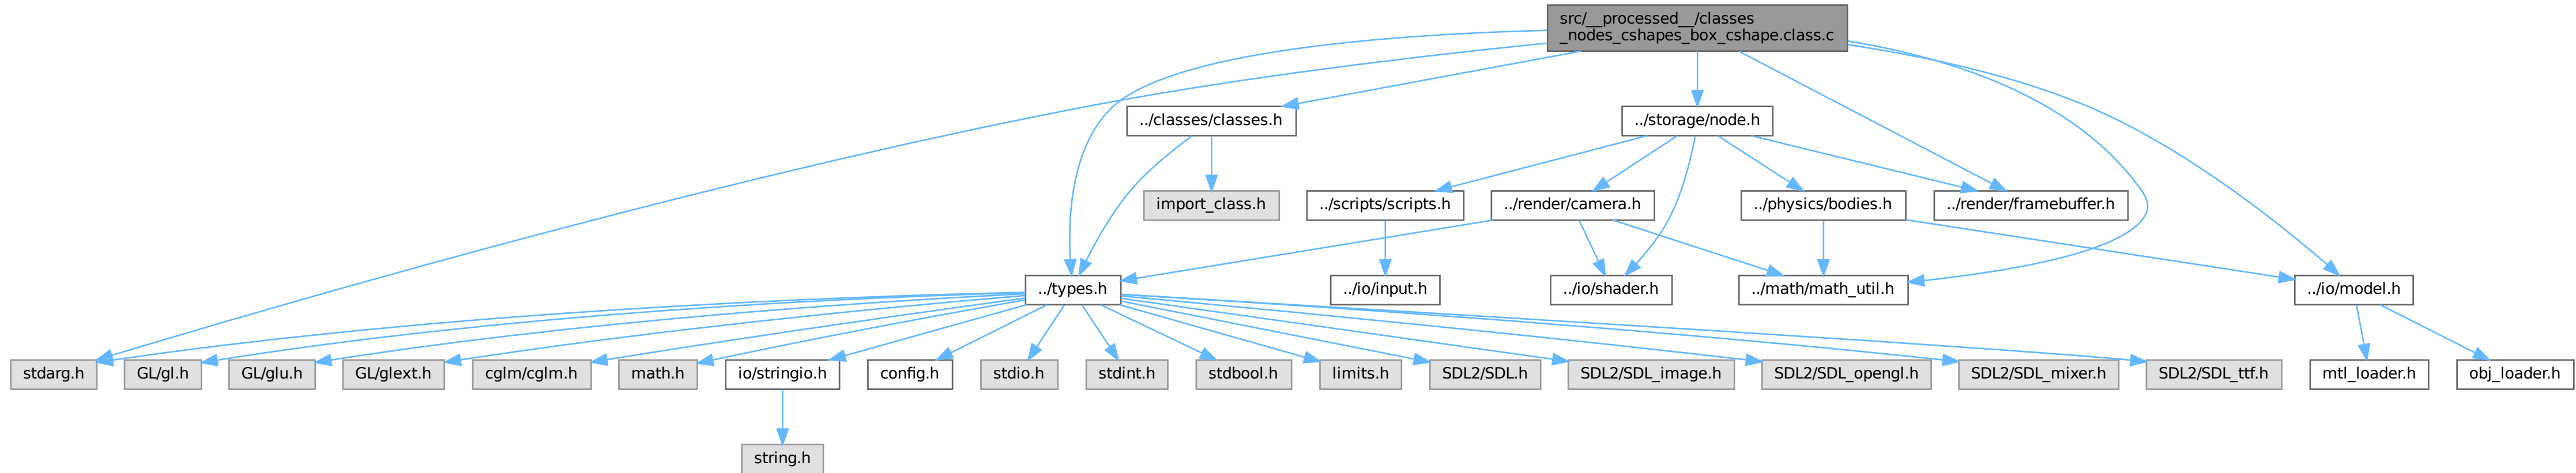 src/__processed__/classes
_nodes_cshapes_box_cshape.class.c
../classes/classes.h
../storage/node.h
import_class.h
../scripts/scripts.h
../render/camera.h
../physics/bodies.h
../render/framebuffer.h
../types.h
../io/input.h
../io/shader.h
../math/math_util.h
../io/model.h
stdarg.h
GL/gl.h
GL/glu.h
GL/glext.h
cglm/cglm.h
math.h
io/stringio.h
config.h
stdio.h
stdint.h
stdbool.h
limits.h
SDL2/SDL.h
SDL2/SDL_image.h
SDL2/SDL_opengl.h
SDL2/SDL_mixer.h
SDL2/SDL_ttf.h
mtl_loader.h
obj_loader.h
string.h